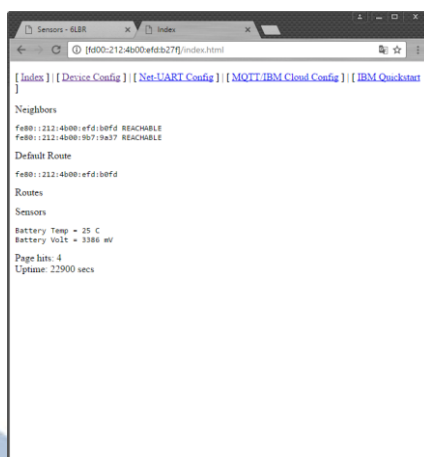 Sensors - 6LBR
Index
[fd00::212:4b00:efd:b27f]/index.html
[ Index ] | [ Device Config ] | [ Net-UART Config ] | [ MQTT/IBM Cloud Config ] | [ IBM Quickstart
]
Neighbors
fe80::212:4b00:efd:b0fd REACHABLE
fe80::212:4b00:9b7:9a37 REACHABLE
Default Route
fe80::212:4b00:efd:b0fd
Routes
Sensors
Battery Temp = 25 C
Battery Volt = 3386 mV
Page hits: 4
Uptime: 22900 secs